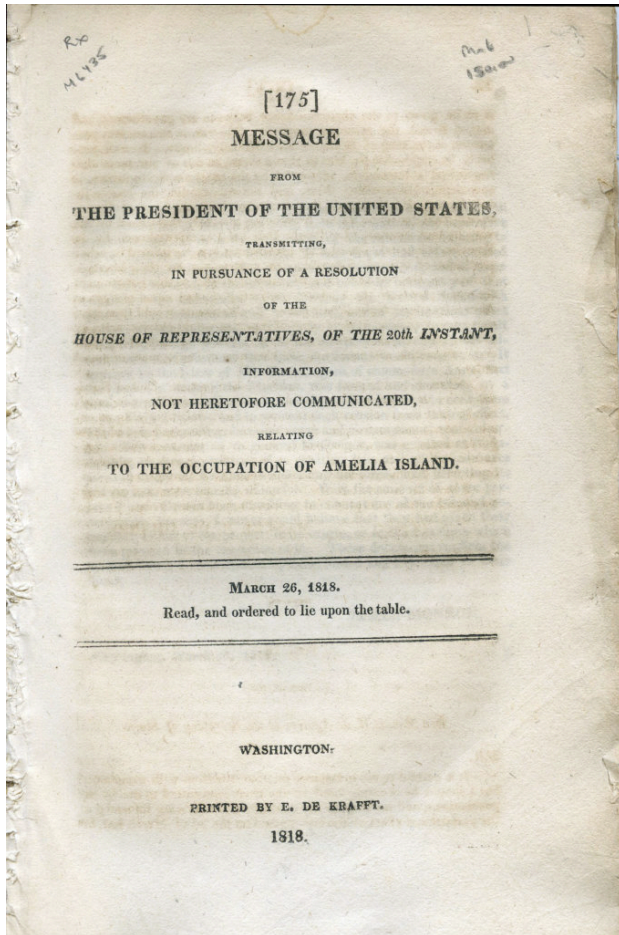 Rx
ML435
[175]
MESSAGE
FROM
THE PRESIDENT OF THE UNITED STATES,
TRANSMITTING,
IN PURSUANCE OF A RESOLUTION
OF THE
HOUSE OF REPRESENTATIVES, OF THE 20th INSTANT,
INFORMATION,
NOT HERETOFORE COMMUNICATED,
RELATING
TO THE OCCUPATION OF AMELIA ISLAND.
MARCH 26, 1818.
Read, and ordered to lie upon the table.
WASHINGTON:
PRINTED BY E. DE KRAFFT.
1818.